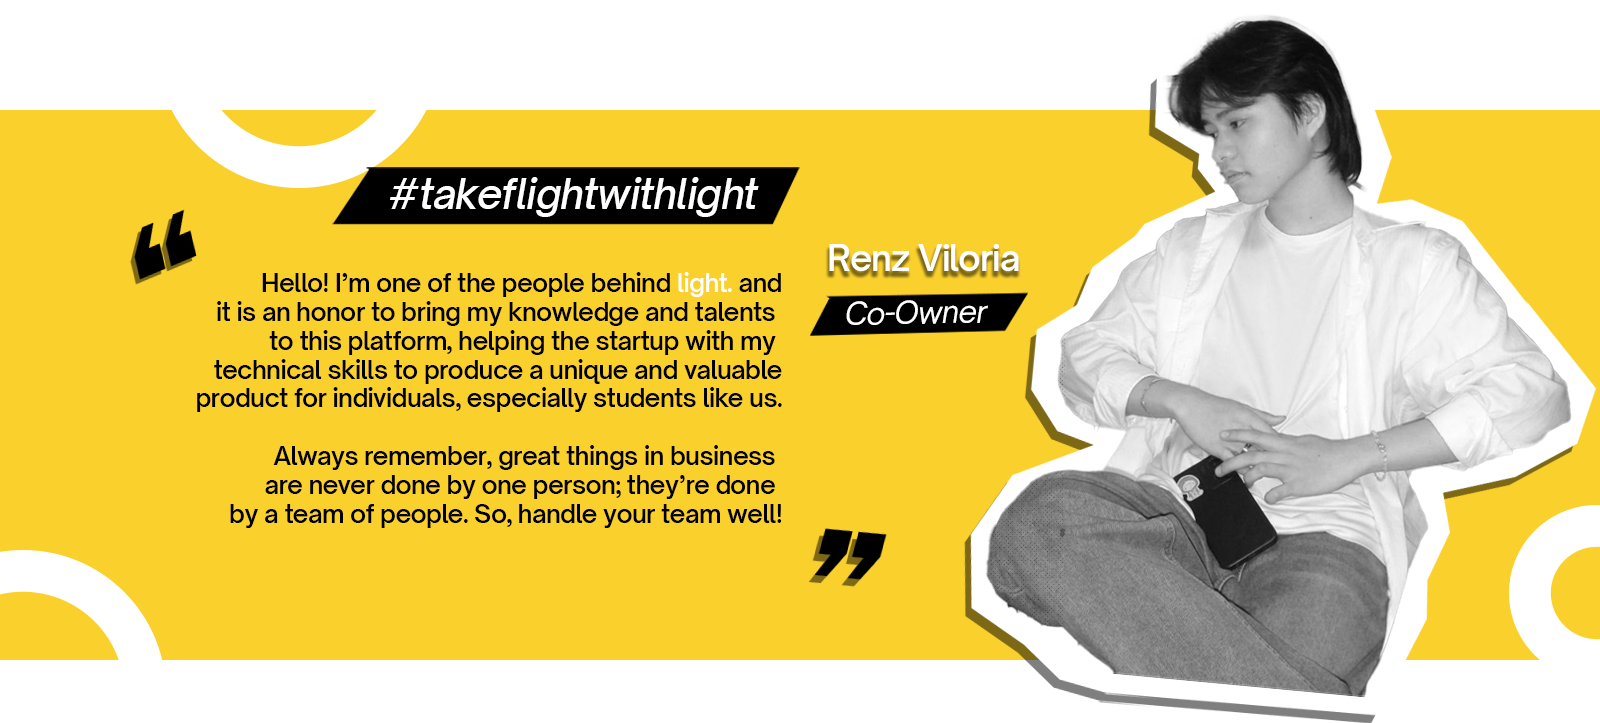 #takeflightwithlight
Hello! I’m one of the people behind light. and
it is an honor to bring my knowledge and talents
to this platform, helping the startup with my
technical skills to produce a unique and valuable
product for individuals, especially students like us.
Always remember, great things in business
are never done by one person; they’re done
by a team of people. So, handle your team well!
Renz Viloria
Co-Owner